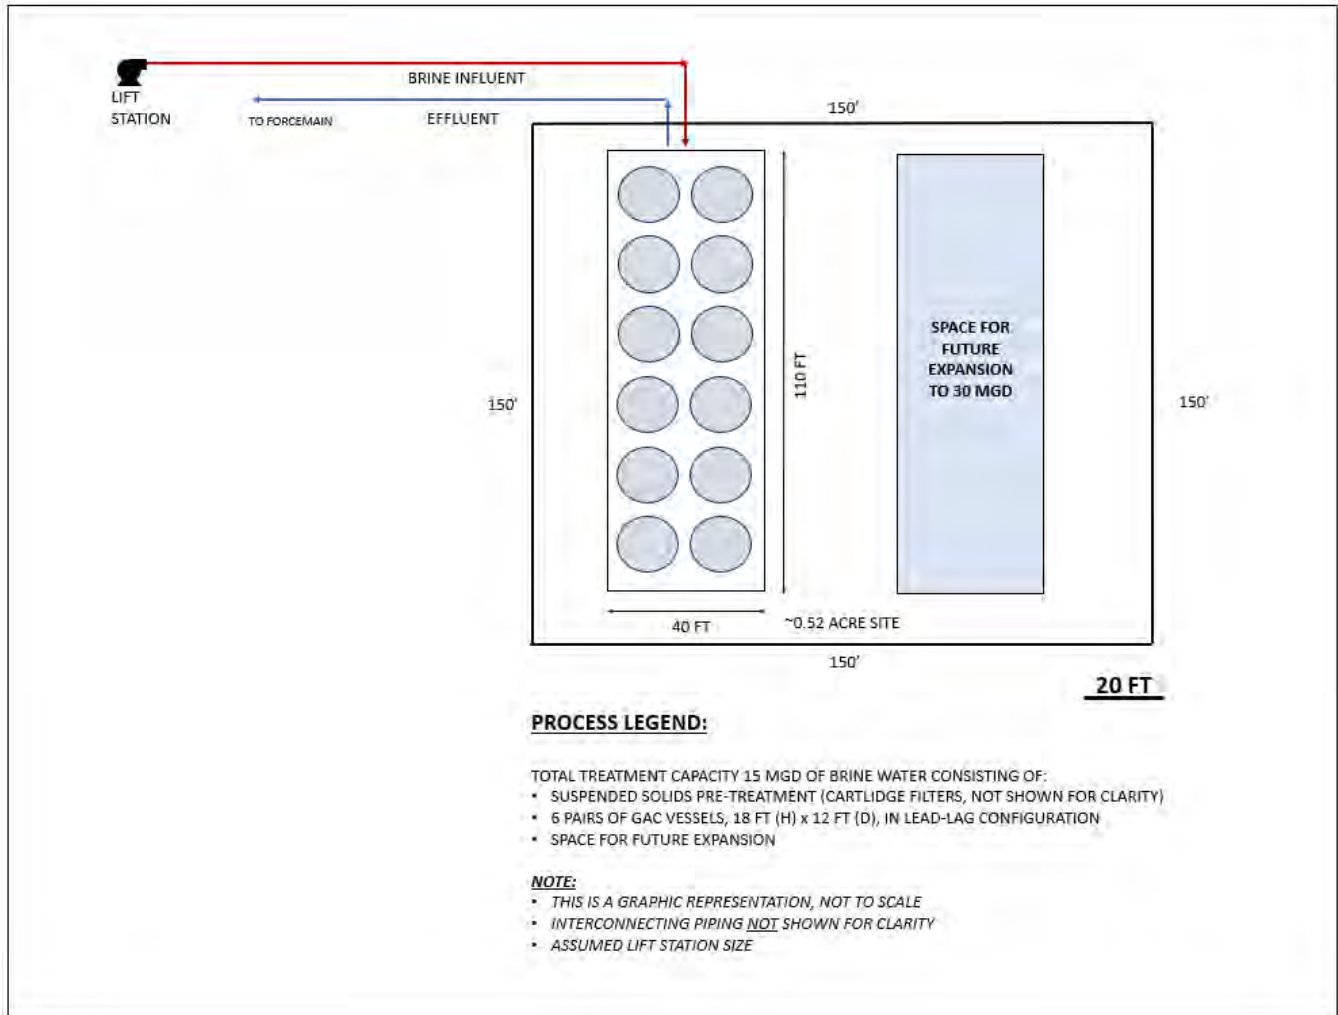 BRINE INFLUENT
LIFT
STATION
TO FORCEMAIN
EFFLUENT
150'
SPACE FOR
FUTURE
EXPANSION
TO 30 MGD
110 FT
150'
150'
40 FT
~0.52 ACRE SITE
150'
20 FT
PROCESS LEGEND:
TOTAL TREATMENT CAPACITY 15 MGD OF BRINE WATER CONSISTING OF:
• SUSPENDED SOLIDS PRE-TREATMENT (CARTLIDGE FILTERS, NOT SHOWN FOR CLARITY)
• 6 PAIRS OF GAC VESSELS, 18 FT (H) x 12 FT (D), IN LEAD-LAG CONFIGURATION
• SPACE FOR FUTURE EXPANSION
NOTE:
• THIS IS A GRAPHIC REPRESENTATION, NOT TO SCALE
• INTERCONNECTING PIPING NOT SHOWN FOR CLARITY
• ASSUMED LIFT STATION SIZE